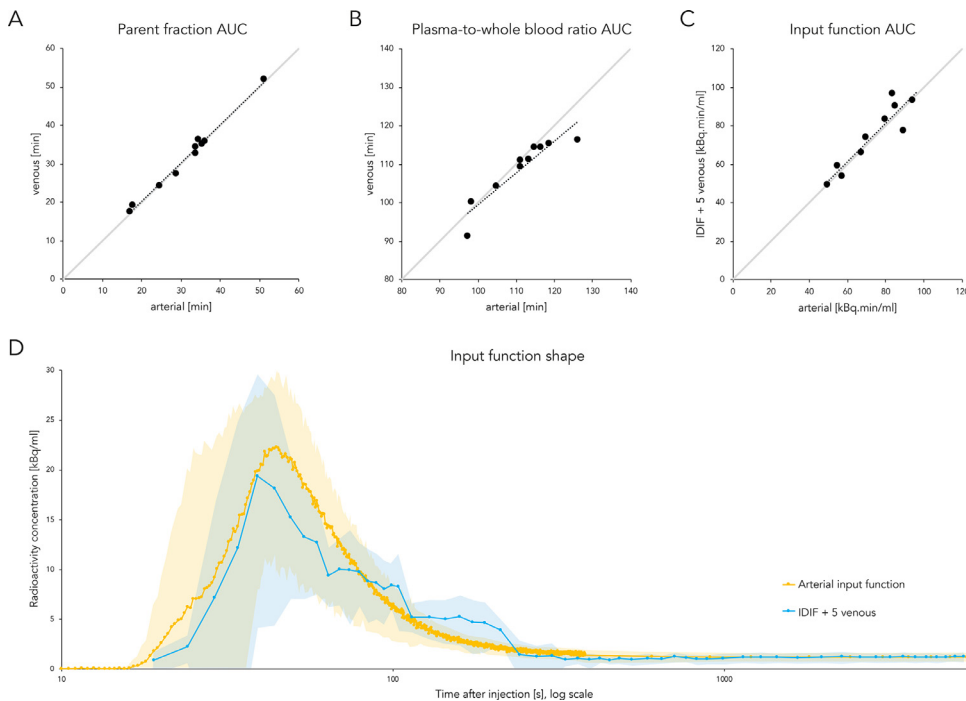 A
Parent fraction AUC
60
50
40
30
20
10
0
venous [min]
0 10 20 30 40 50 60
arterial [min]
B
Plasma-to-whole blood ratio AUC
140
130
120
110
100
90
80
venous [min]
80 90 100 110 120 130 140
arterial [min]
C
Input function AUC
120
100
80
60
40
20
0
IDIF + 5 venous [kBq.min/ml]
0 20 40 60 80 100 120
arterial [kBq.min/ml]
D
Input function shape
30
25
20
15
10
5
0
Radioactivity concentration [kBq/ml]
Arterial input function
IDIF + 5 venous
10 100 1000
Time after injection [s], log scale